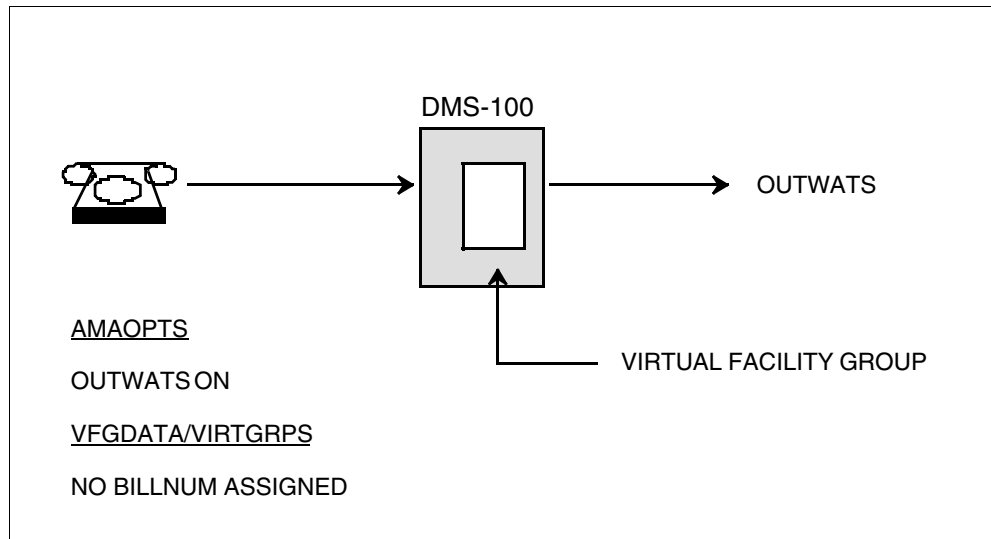 DMS-100
OUTWATS
VIRTUAL FACILITY GROUP
AMAOPTS
OUTWATS ON
VFGDATA/VIRTGRPS
NO BILLNUM ASSIGNED